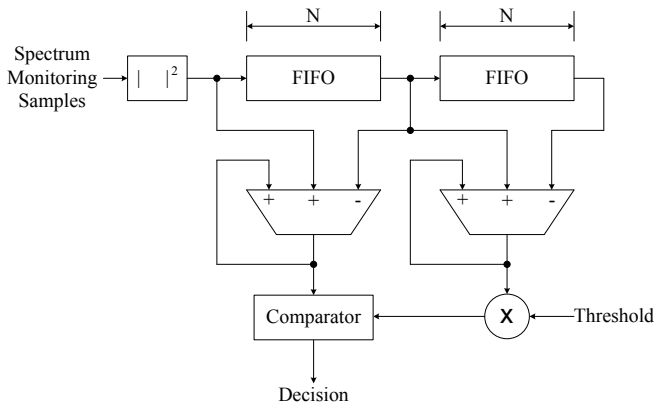 N
N
Spectrum
Monitoring
Samples
| |²
FIFO
FIFO
+ + -
+ + -
Comparator
X
Threshold
Decision